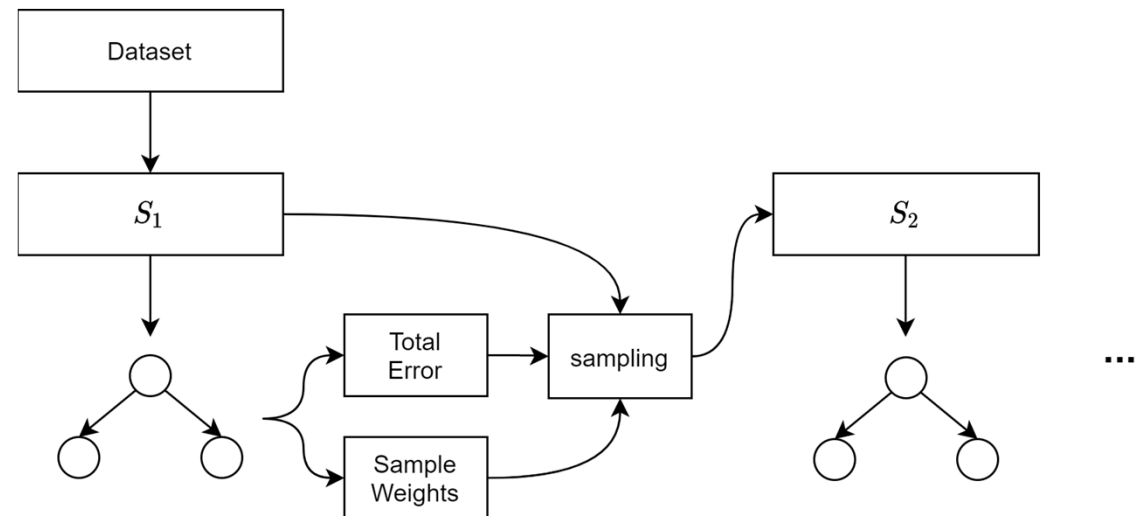 Dataset
S₁
S₂
Total
Error
sampling
Sample
Weights
...